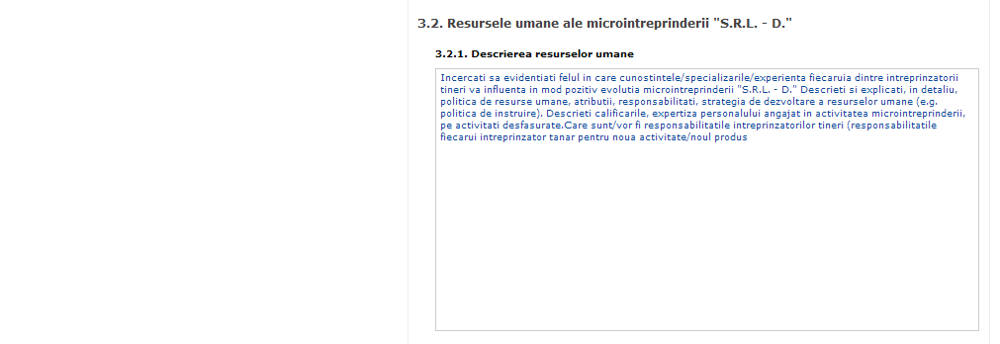 3.2. Resursele umane ale microintreprinderii "S.R.L. - D."
3.2.1. Descrierea resurselor umane
Incercati sa evidentiati felul in care cunostintele/specializarile/experienta fiecaruia dintre intreprinzatorii
tineri va influenta in mod pozitiv evolutia microintreprinderii "S.R.L. - D." Descrieti si explicati, in detaliu,
politica de resurse umane, atributii, responsabilitati, strategia de dezvoltare a resurselor umane (e.g.
politica de instruire). Descrieti calificarile, expertiza personalului angajat in activitatea microintreprinderii,
pe activitati desfasurate.Care sunt/vor fi responsabilitatile intreprinzatorilor tineri (responsabilitatile
fiecarui intreprinzator tanar pentru noua activitate/noul produs